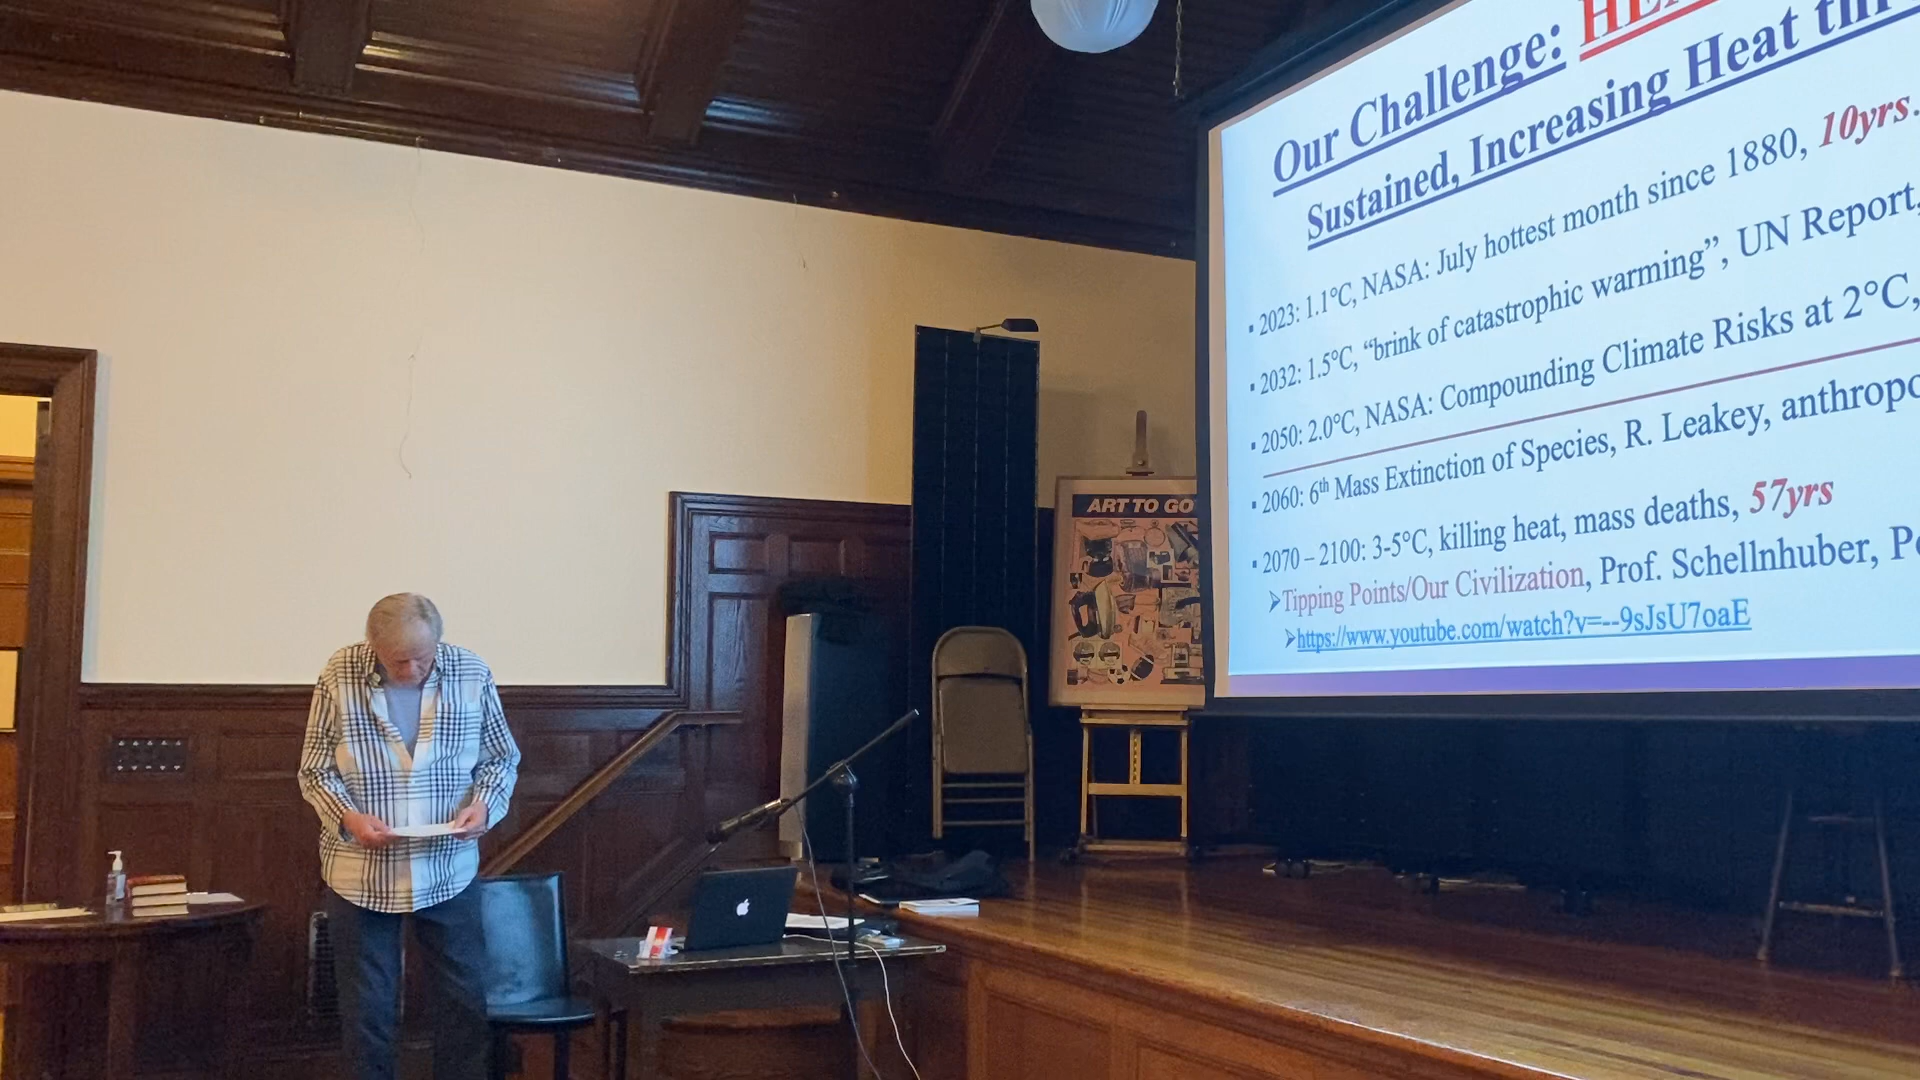 Our Challenge:
Sustained, Increasing Heat
▪ 2023: 1.1°C, NASA: July hottest month since 1880, 10yrs.
▪ 2032: 1.5°C, “brink of catastrophic warming”, UN Report,
▪ 2050: 2.0°C, NASA: Compounding Climate Risks at 2°C,
▪ 2060: 6th Mass Extinction of Species, R. Leakey,
▪ 2070 – 2100: 3-5°C, killing heat, mass deaths, 57yrs
➢Tipping Points/Our Civilization, Prof. Schellnhuber,
➢https://www.youtube.com/watch?v=--9sJsU7oaE
ART TO GO